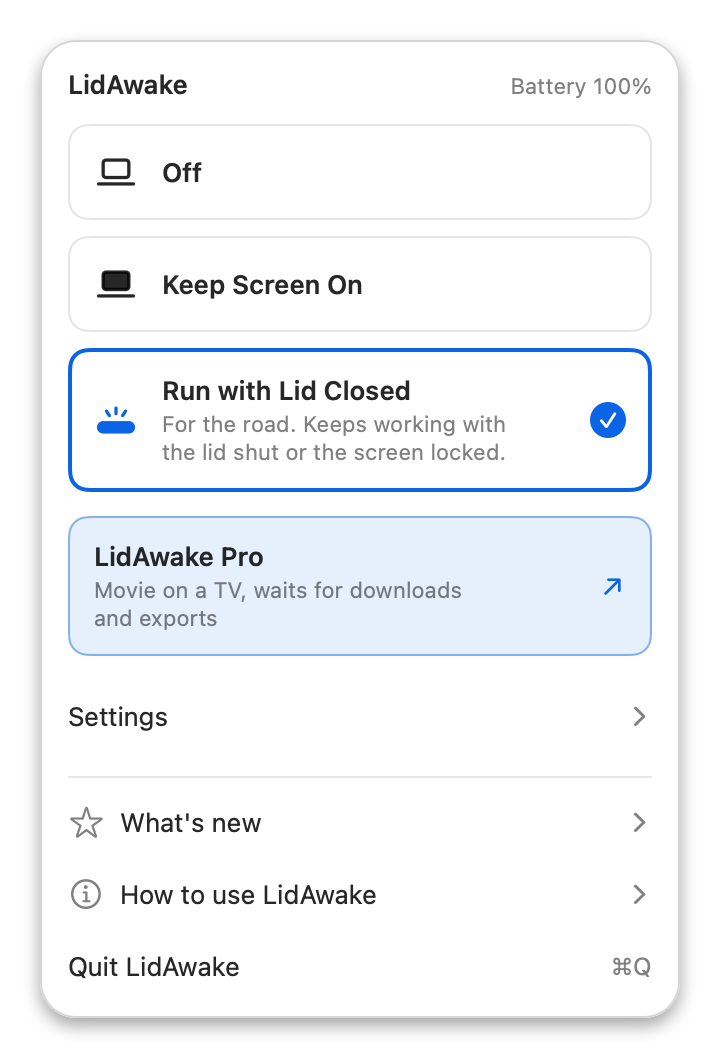 LidAwake
Battery 100%
Off
Keep Screen On
Run with Lid Closed
For the road. Keeps working with
the lid shut or the screen locked.
LidAwake Pro
Movie on a TV, waits for downloads
and exports
Settings
What's new
How to use LidAwake
Quit LidAwake
⌘Q